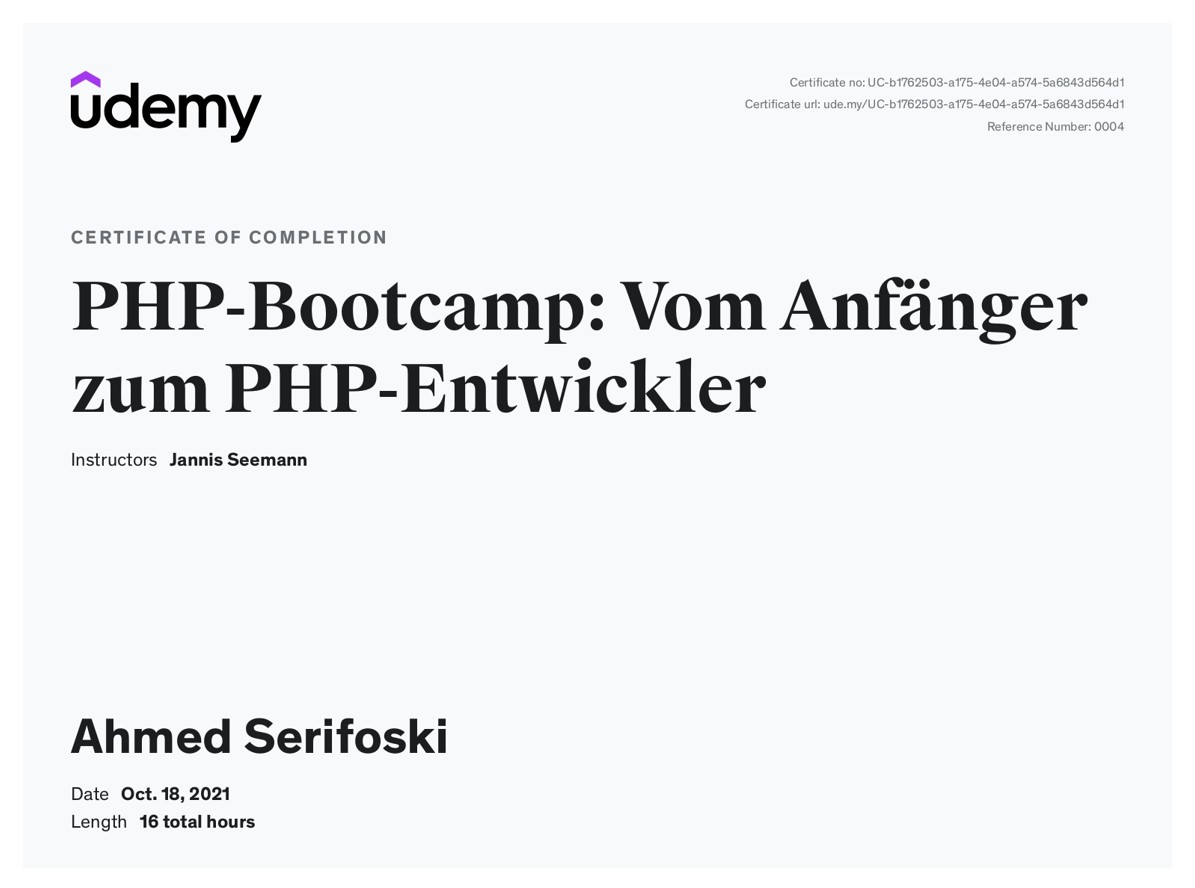 udemy
Certificate no: UC-b1762503-a175-4e04-a574-5a6843d564d1
Certificate url: ude.my/UC-b1762503-a175-4e04-a574-5a6843d564d1
Reference Number: 0004
CERTIFICATE OF COMPLETION
PHP-Bootcamp: Vom Anfänger
zum PHP-Entwickler
Instructors Jannis Seemann
Ahmed Serifoski
Date Oct. 18, 2021
Length 16 total hours